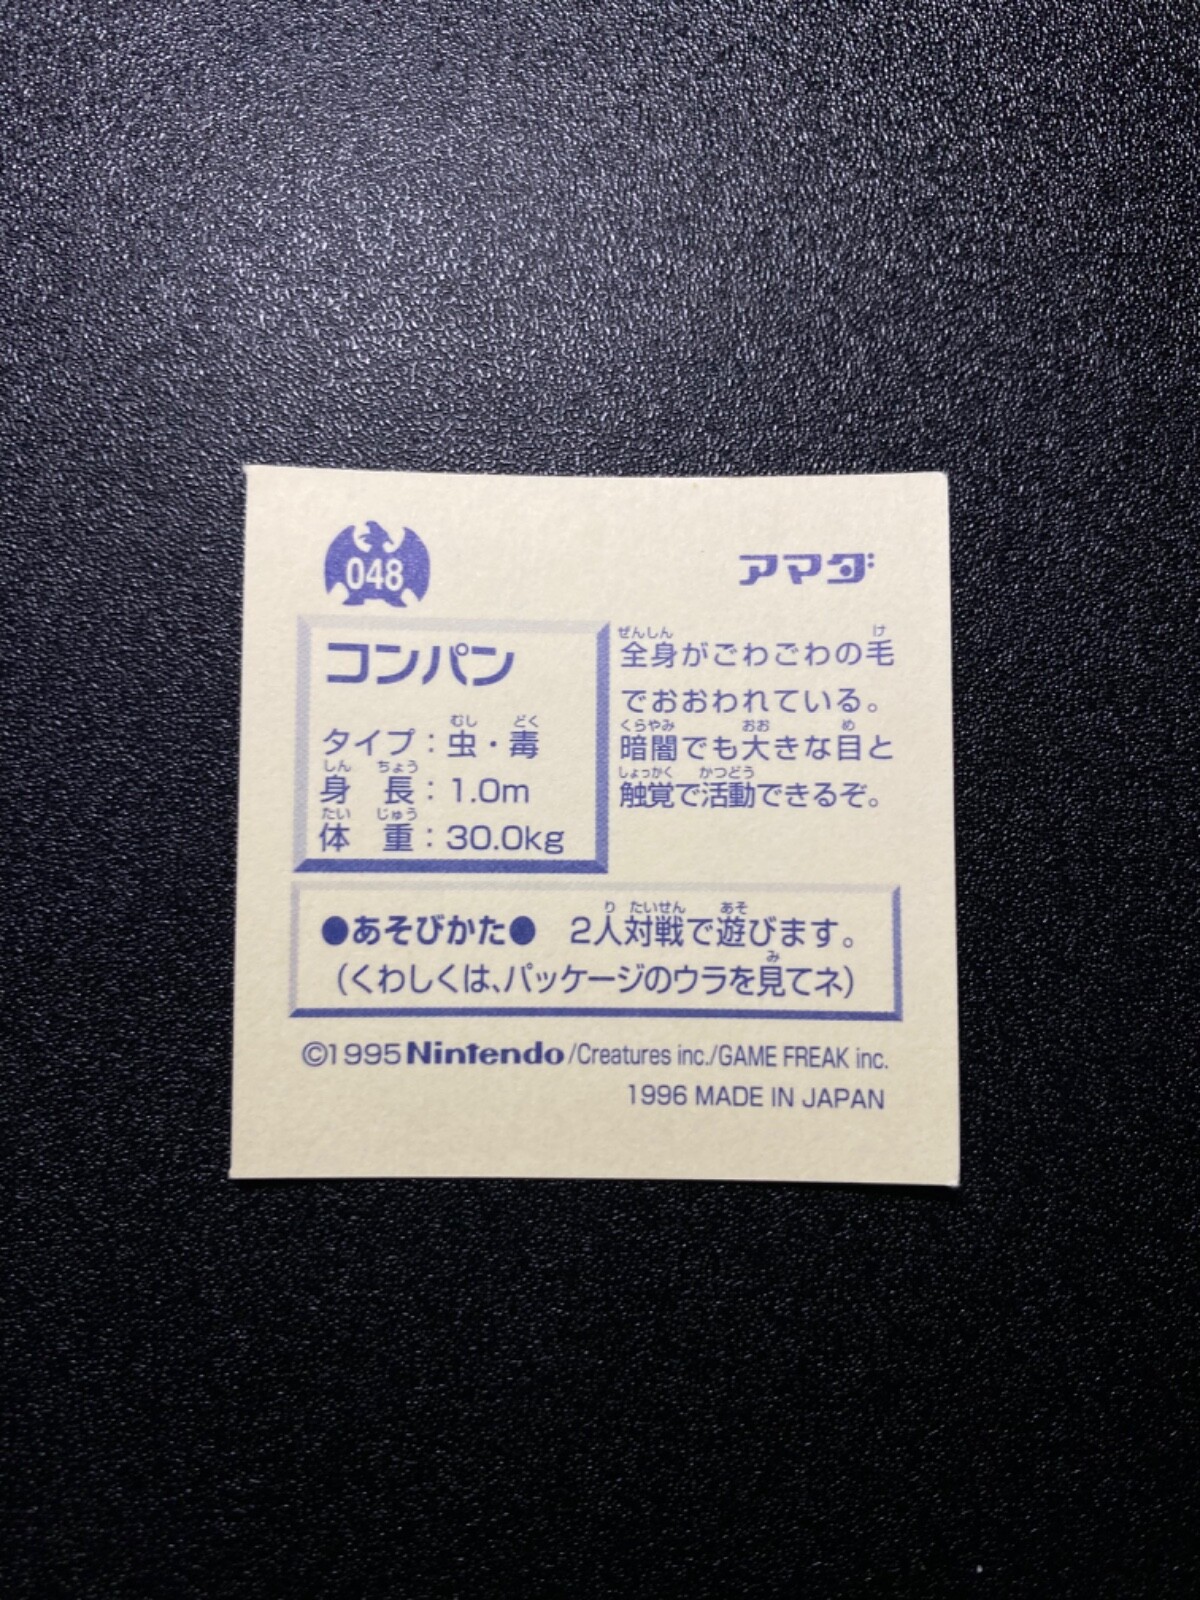 048
アマダ
コンパン
タイプ：虫・毒
身長：1.0m
体重：30.0kg
全身がごわごわの毛
でおおわれている。
暗闇でも大きな目と
触覚で活動できるぞ。
●あそびかた● 2人対戦で遊びます。
（くわしくは、パッケージのウラを見てネ）
©1995 Nintendo/Creatures inc./GAME FREAK inc.
1996 MADE IN JAPAN